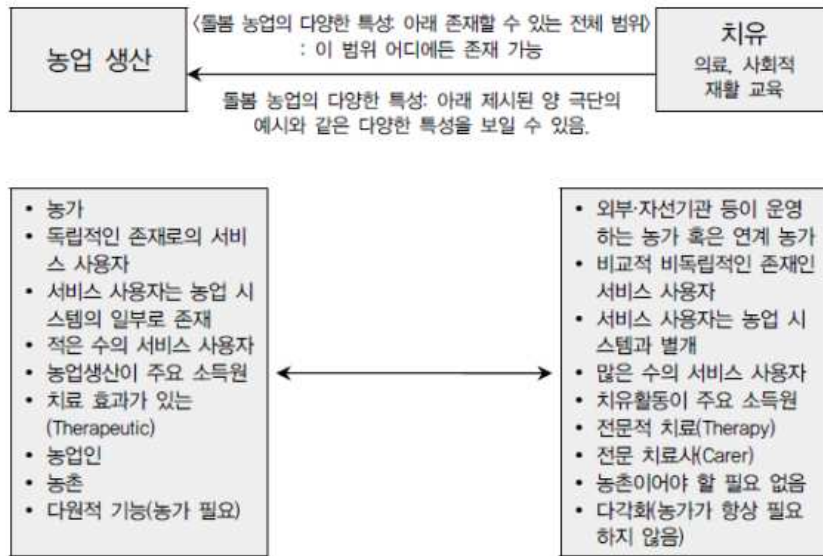 농업 생산
〈돌봄 농업의 다양한 특성: 아래 존재할 수 있는 전체 범위〉
: 이 범위 어디에든 존재 가능
돌봄 농업의 다양한 특성: 아래 제시된 양 극단의
예시와 같은 다양한 특성을 보일 수 있음.
치유
의료, 사회적
재활 교육
• 농가
• 독립적인 존재로의 서비
스 사용자
• 서비스 사용자는 농업 시
스템의 일부로 존재
• 적은 수의 서비스 사용자
• 농업생산이 주요 소득원
• 치료 효과가 있는
(Therapeutic)
• 농업인
• 농촌
• 다원적 기능(농가 필요)
• 외부·자선기관 등이 운영
하는 농가 혹은 연계 농가
• 비교적 비독립적인 존재인
서비스 사용자
• 서비스 사용자는 농업 시
스템과 별개
• 많은 수의 서비스 사용자
• 치유활동이 주요 소득원
• 전문적 치료(Therapy)
• 전문 치료사(Carer)
• 농촌이어야 할 필요 없음
• 다각화(농가가 항상 필요
하지 않음)